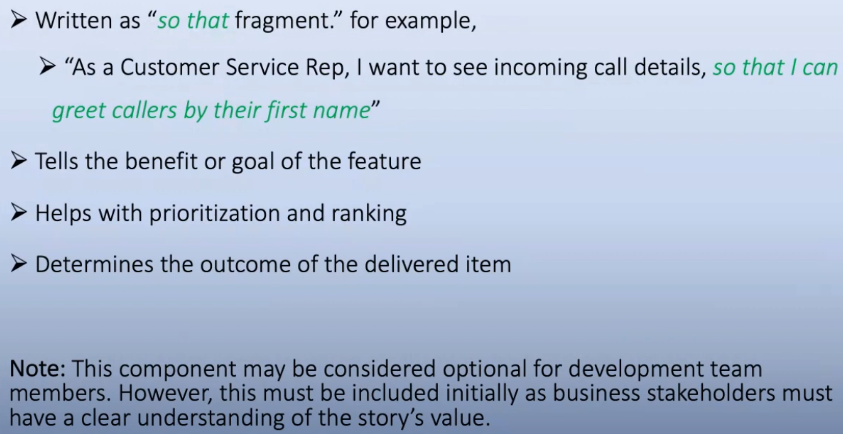 ➢ Written as “so that fragment.” for example,
➢ “As a Customer Service Rep, I want to see incoming call details, so that I can
greet callers by their first name”
➢ Tells the benefit or goal of the feature
➢ Helps with prioritization and ranking
➢ Determines the outcome of the delivered item
Note: This component may be considered optional for development team
members. However, this must be included initially as business stakeholders must
have a clear understanding of the story’s value.